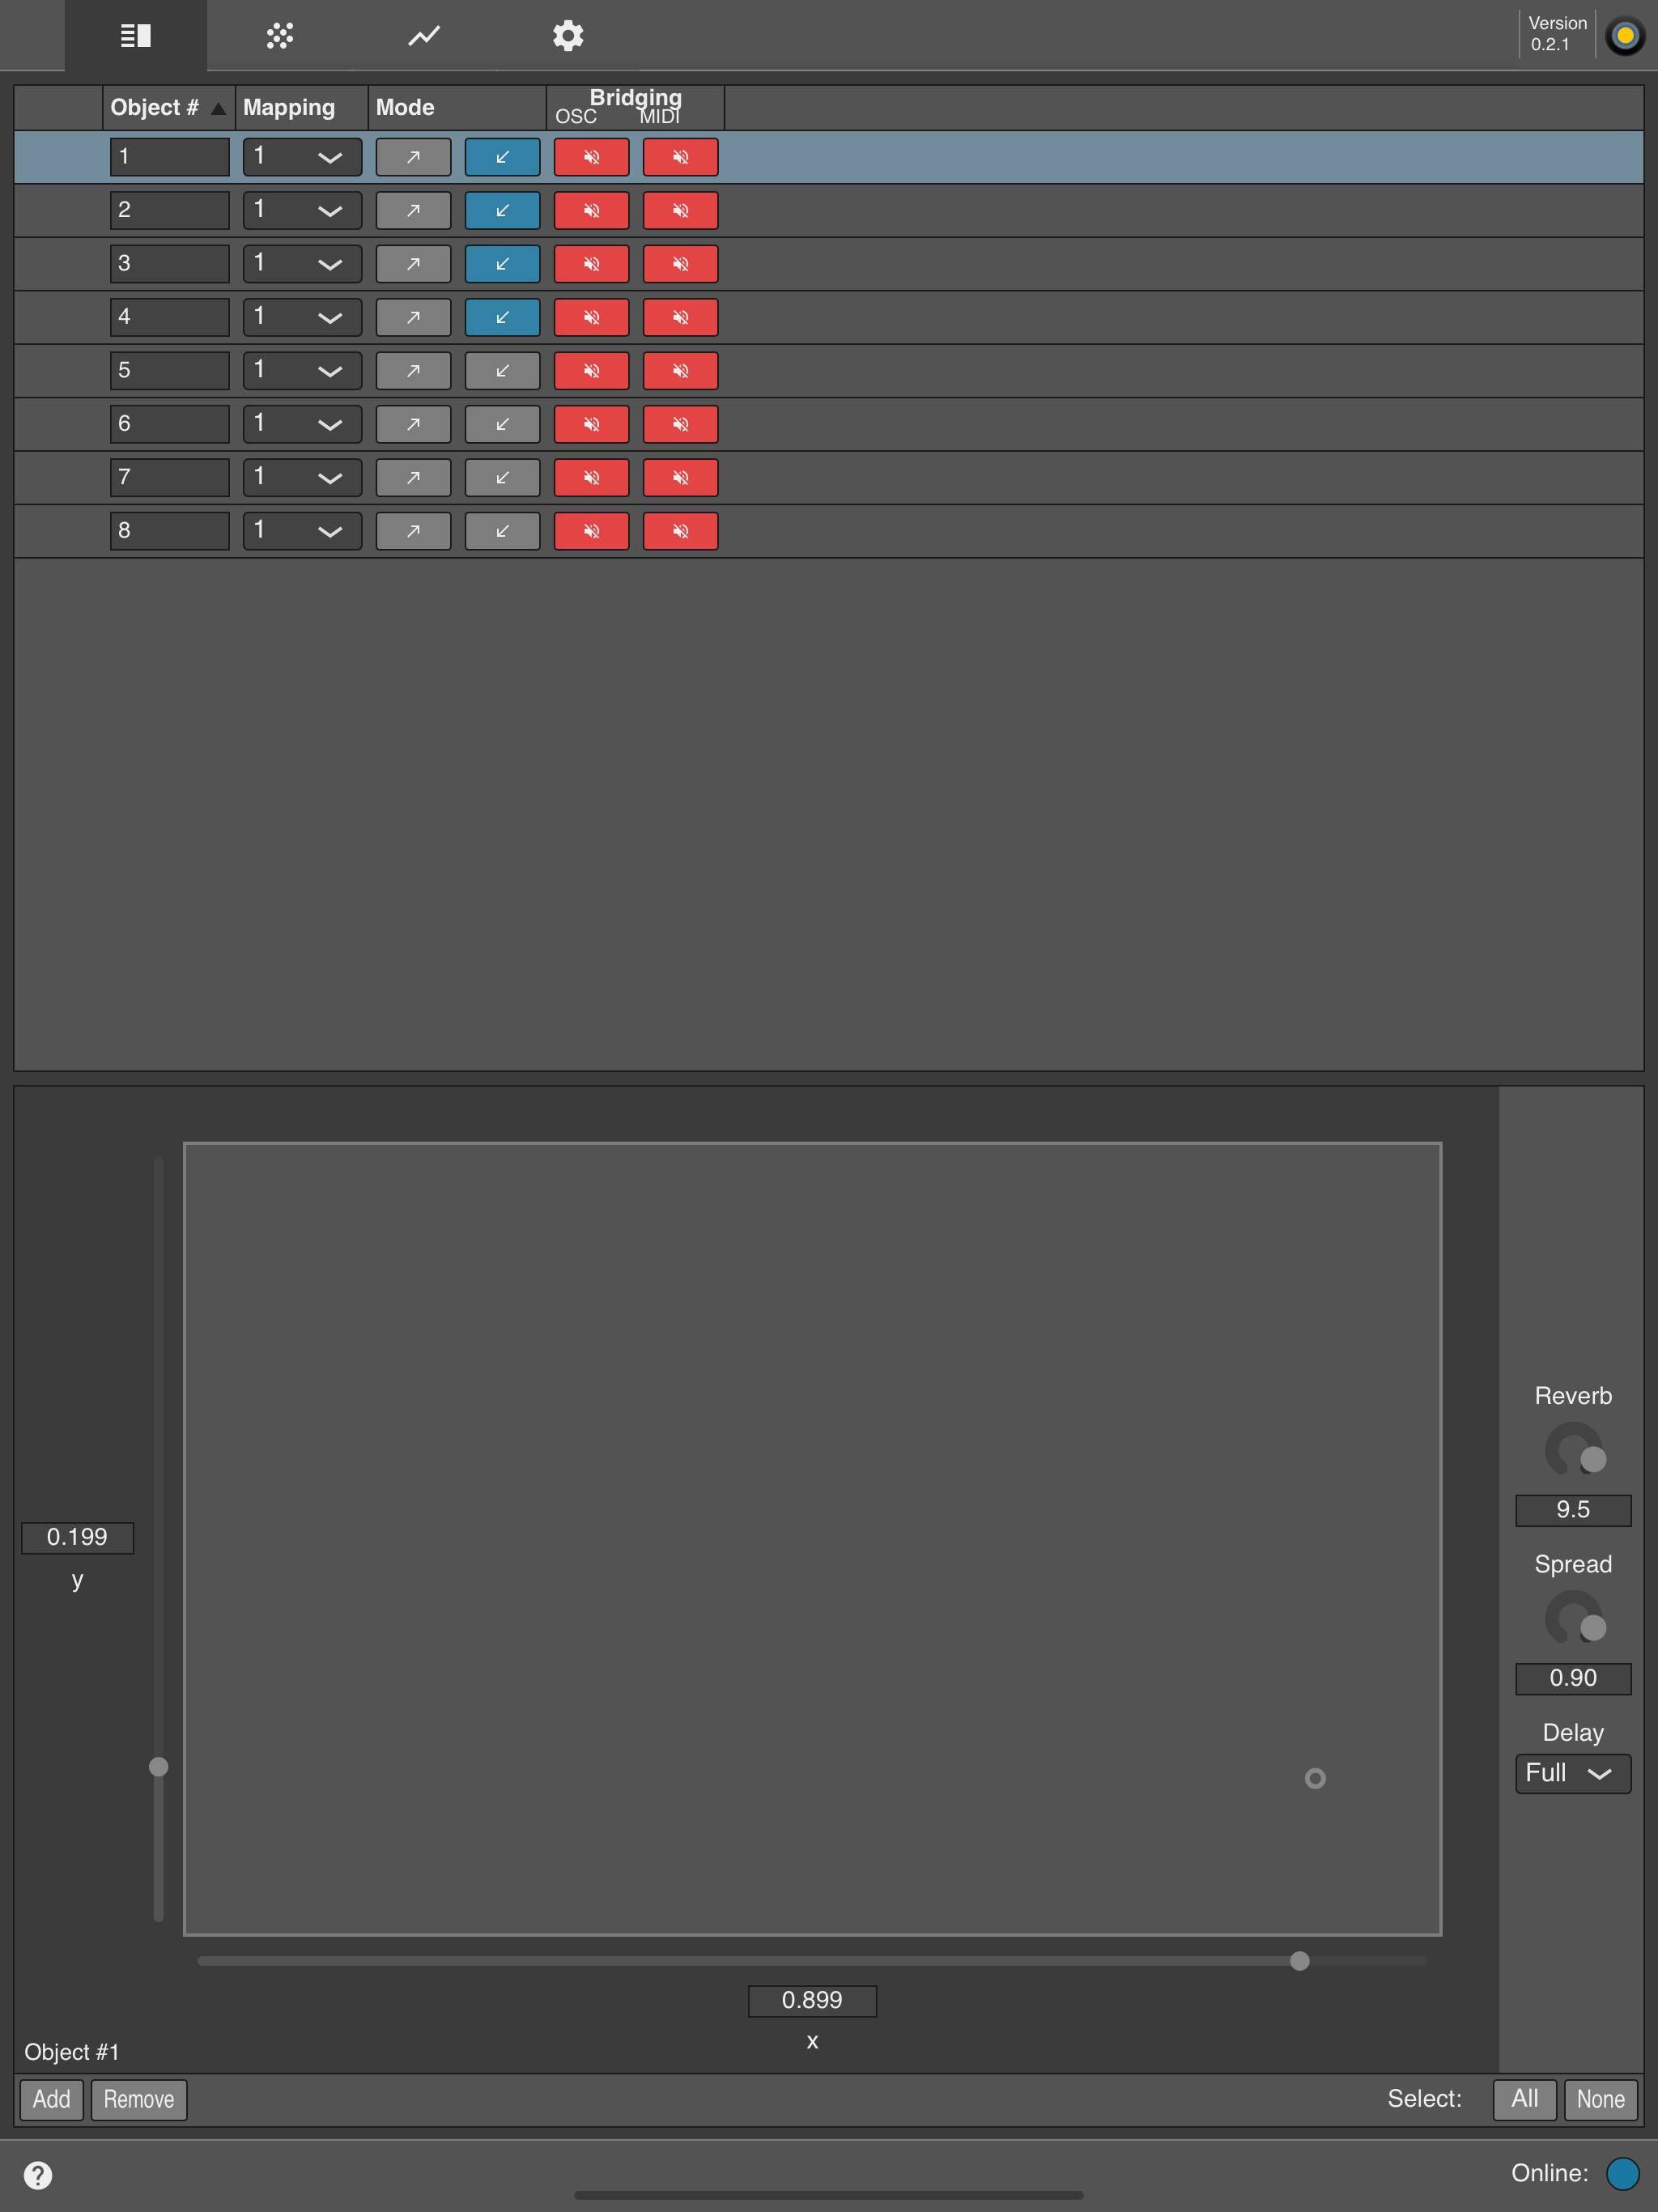 Version
0.2.1
Object # Mapping Mode Bridging
OSC MIDI
1 1
2 1
3 1
4 1
5 1
6 1
7 1
8 1
Reverb
9.5
0.199
y
Spread
0.90
Delay
Full
0.899
x
Object #1
Add Remove Select: All None
? Online: